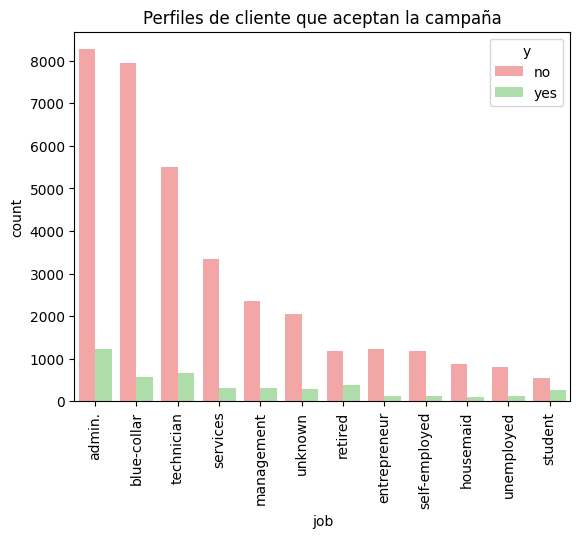 Perfiles de cliente que aceptan la campaña
y
no
yes
count
8000
7000
6000
5000
4000
3000
2000
1000
0
admin.
blue-collar
technician
services
management
unknown
retired
entrepreneur
self-employed
housemaid
unemployed
student
job